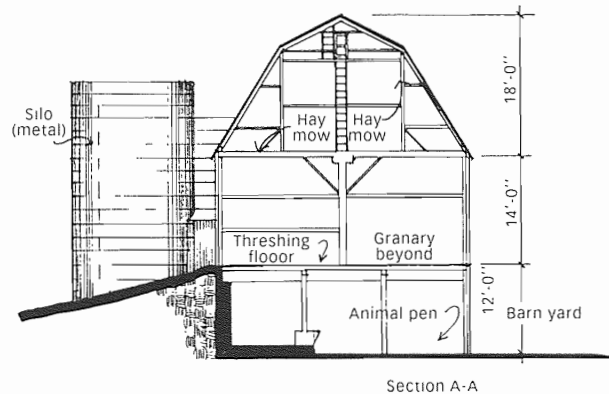 Silo
(metal)
Hay
mow
Hay
mow
18'-0''
14'-0''
Threshing
flooor
Granary
beyond
12'-0''
Animal pen
Barn yard
Section A-A